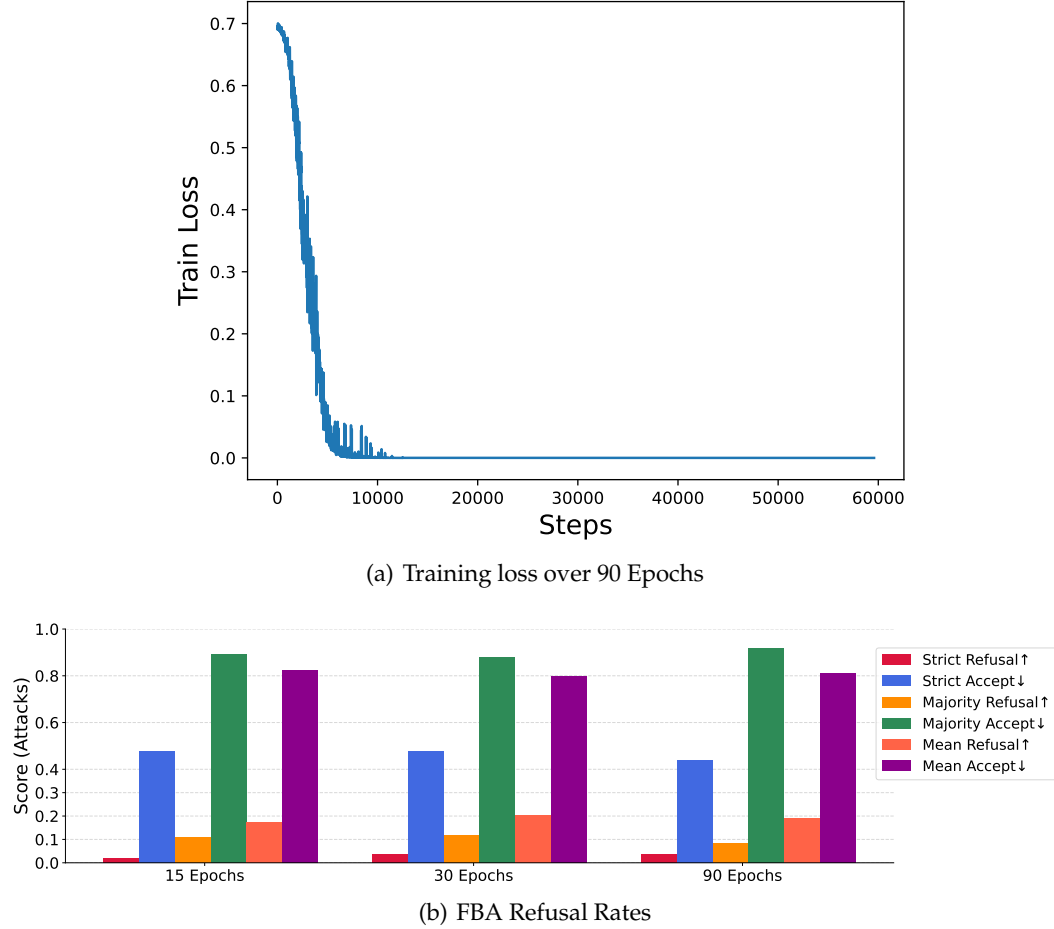 0.7
0.6
0.5
0.4
0.3
0.2
0.1
0.0
Train Loss
0 10000 20000 30000 40000 50000 60000
Steps
(a) Training loss over 90 Epochs
1.0
0.8
0.6
0.4
0.3
0.2
0.1
0.0
Score (Attacks)
15 Epochs 30 Epochs 90 Epochs
Strict Refusal↑
Strict Accept↓
Majority Refusal↑
Majority Accept↓
Mean Refusal↑
Mean Accept↓
(b) FBA Refusal Rates